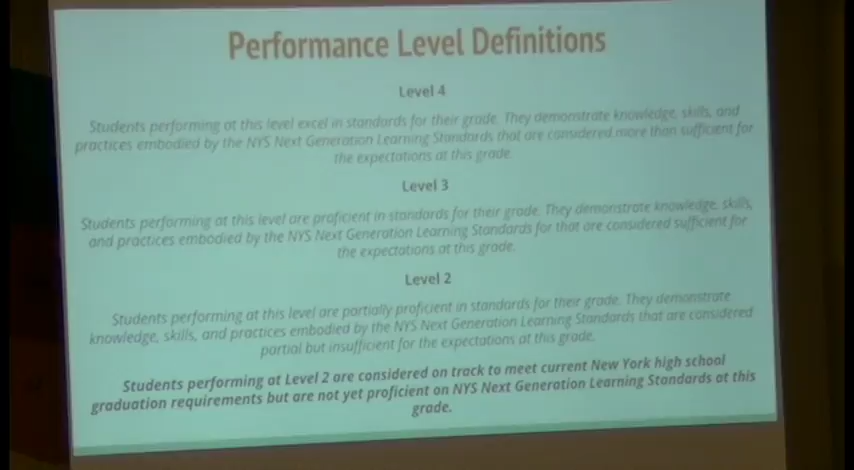 Performance Level Definitions
Level 4
Students performing at this level excel in standards for their grade. They demonstrate knowledge, skills, and
practices embodied by the NYS Next Generation Learning Standards that are considered more than sufficient for
the expectations at this grade.
Level 3
Students performing at this level are proficient in standards for their grade. They demonstrate knowledge, skills,
and practices embodied by the NYS Next Generation Learning Standards for that are considered sufficient for
the expectations at this grade.
Level 2
Students performing at this level are partially proficient in standards for their grade. They demonstrate
knowledge, skills, and practices embodied by the NYS Next Generation Learning Standards that are considered
partial but insufficient for the expectations at this grade.
Students performing at Level 2 are considered on track to meet current New York high school
graduation requirements but are not yet proficient on NYS Next Generation Learning Standards at this
grade.